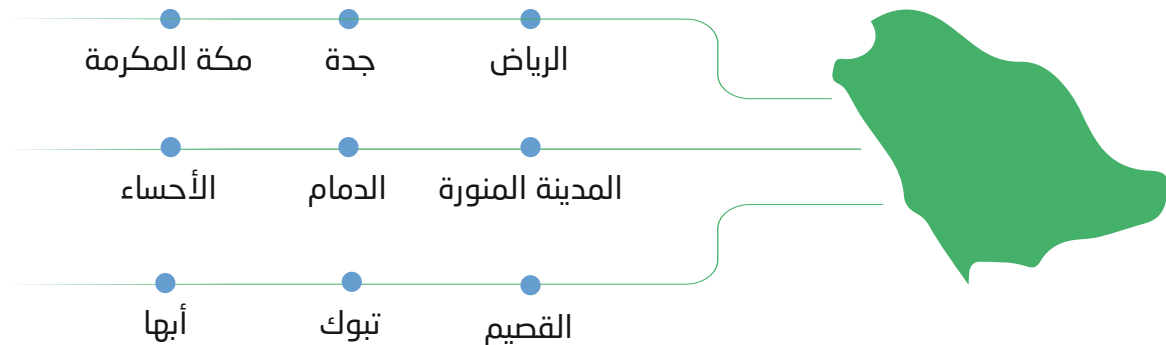 الرياض جدة مكة المكرمة
المدينة المنورة الدمام الأحساء
القصيم تبوك أبها